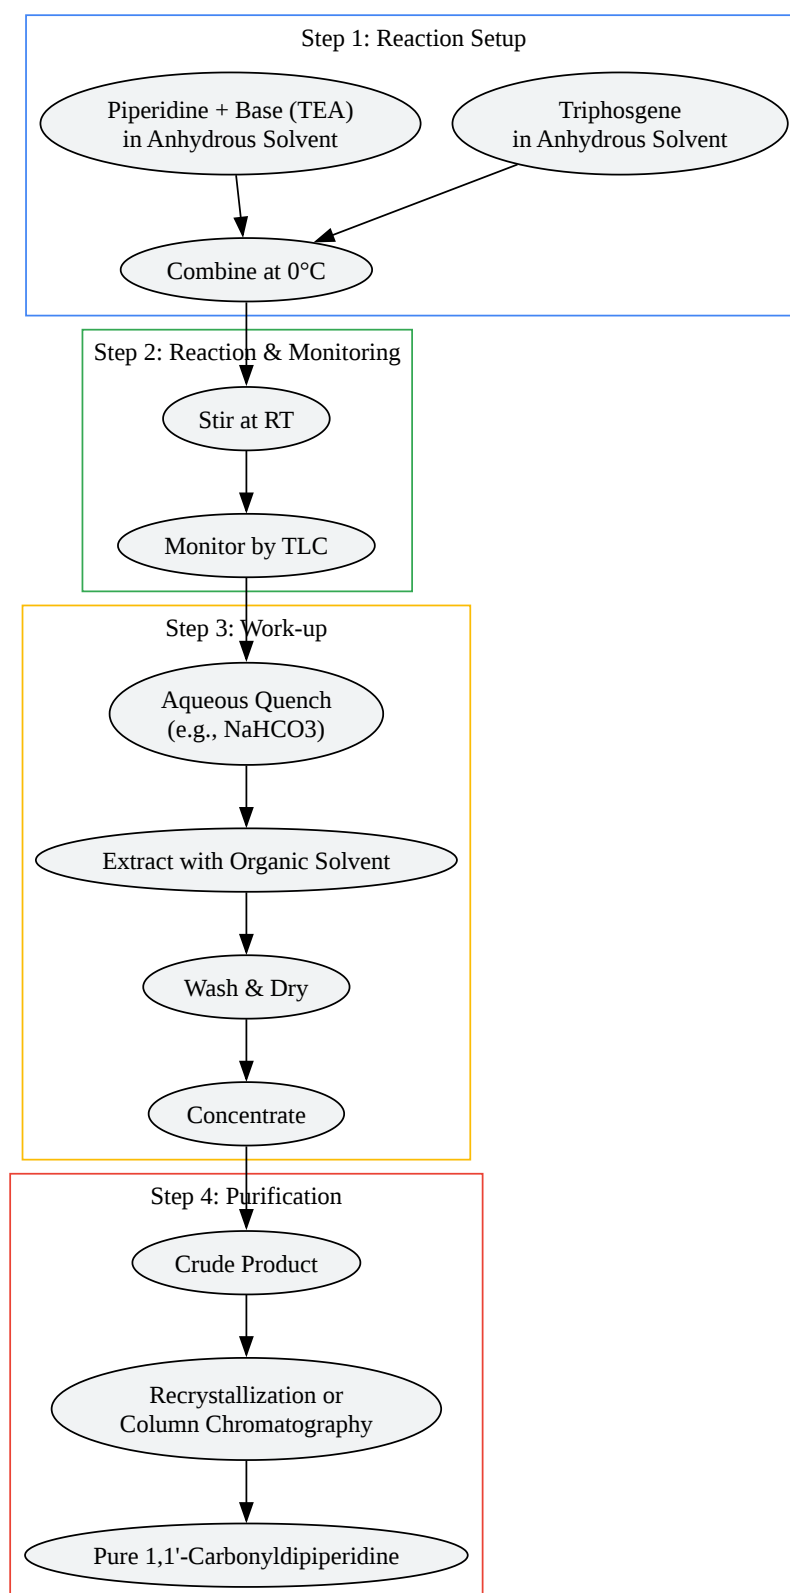 Step 1: Reaction Setup
Piperidine + Base (TEA)
in Anhydrous Solvent
Triphosgene
in Anhydrous Solvent
Combine at 0°C
Step 2: Reaction & Monitoring
Stir at RT
Monitor by TLC
Step 3: Work-up
Aqueous Quench
(e.g., NaHCO3)
Extract with Organic Solvent
Wash & Dry
Concentrate
Step 4: Purification
Crude Product
Recrystallization or
Column Chromatography
Pure 1,1'-Carbonyldipiperidine